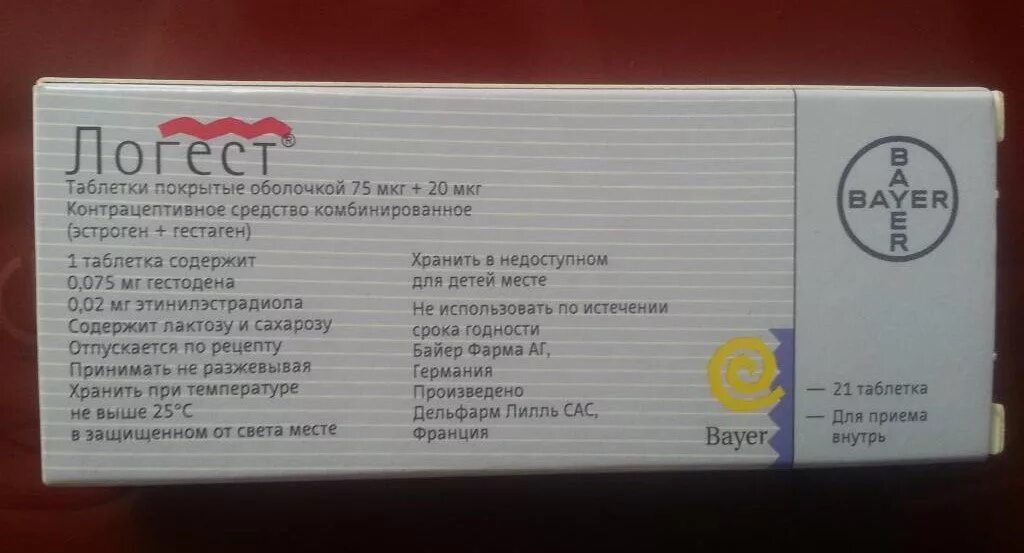 Логест®
Таблетки покрытые оболочкой 75 мкг + 20 мкг
Контрацептивное средство комбинированное
(эстроген + гестаген)
1 таблетка содержит
0,075 мг гестодена
0,02 мг этинилэстрадиола
Содержит лактозу и сахарозу
Отпускается по рецепту
Принимать не разжевывая
Хранить при температуре
не выше 25°C
в защищенном от света месте
Хранить в недоступном
для детей месте
Не использовать по истечении
срока годности
Байер Фарма АГ,
Германия
Произведено
Дельфарм Лилль САС,
Франция
Bayer
BAYER
BAYER
— 21 таблетка
— Для приема
внутрь